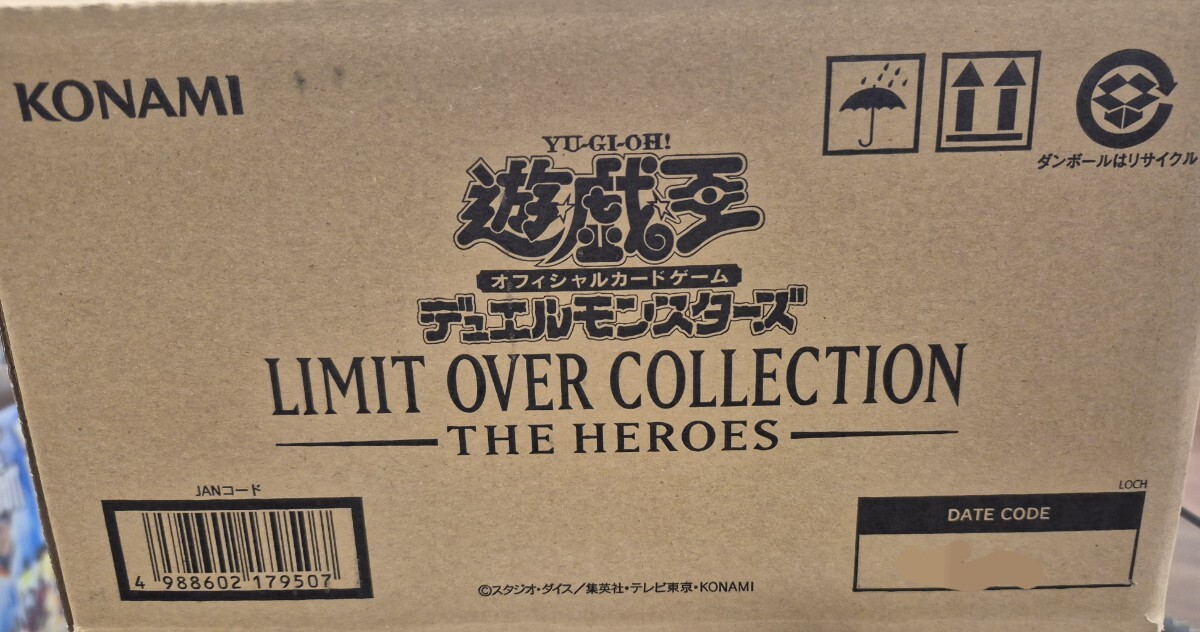 KONAMI
YU-GI-OH!
遊戯王
オフィシャルカードゲーム
デュエルモンスターズ
LIMIT OVER COLLECTION
THE HEROES
ダンボールはリサイクル
JANコード
4 988602 179507
LOCH
DATE CODE
©スタジオ・ダイス／集英社・テレビ東京・KONAMI